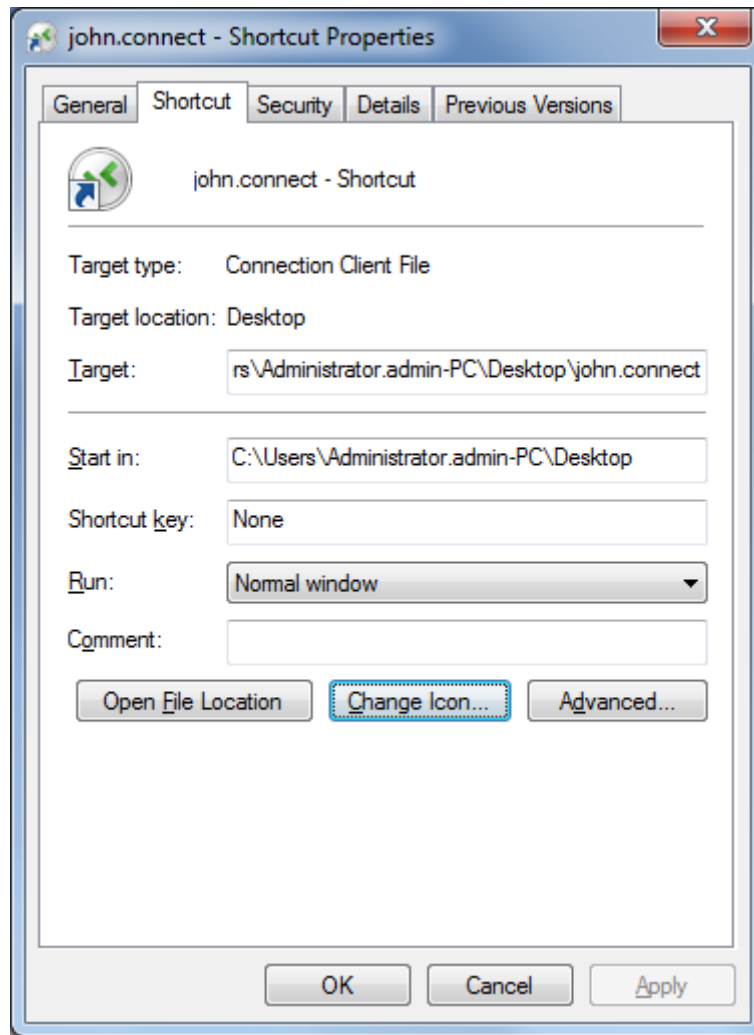 john.connect - Shortcut Properties
X
General Shortcut Security Details Previous Versions
john.connect - Shortcut
Target type: Connection Client File
Target location: Desktop
Target: rs\Administrator.admin-PC\Desktop\john.connect
Start in: C:\Users\Administrator.admin-PC\Desktop
Shortcut key: None
Run: Normal window
Comment:
Open File Location Change Icon... Advanced...
OK Cancel Apply